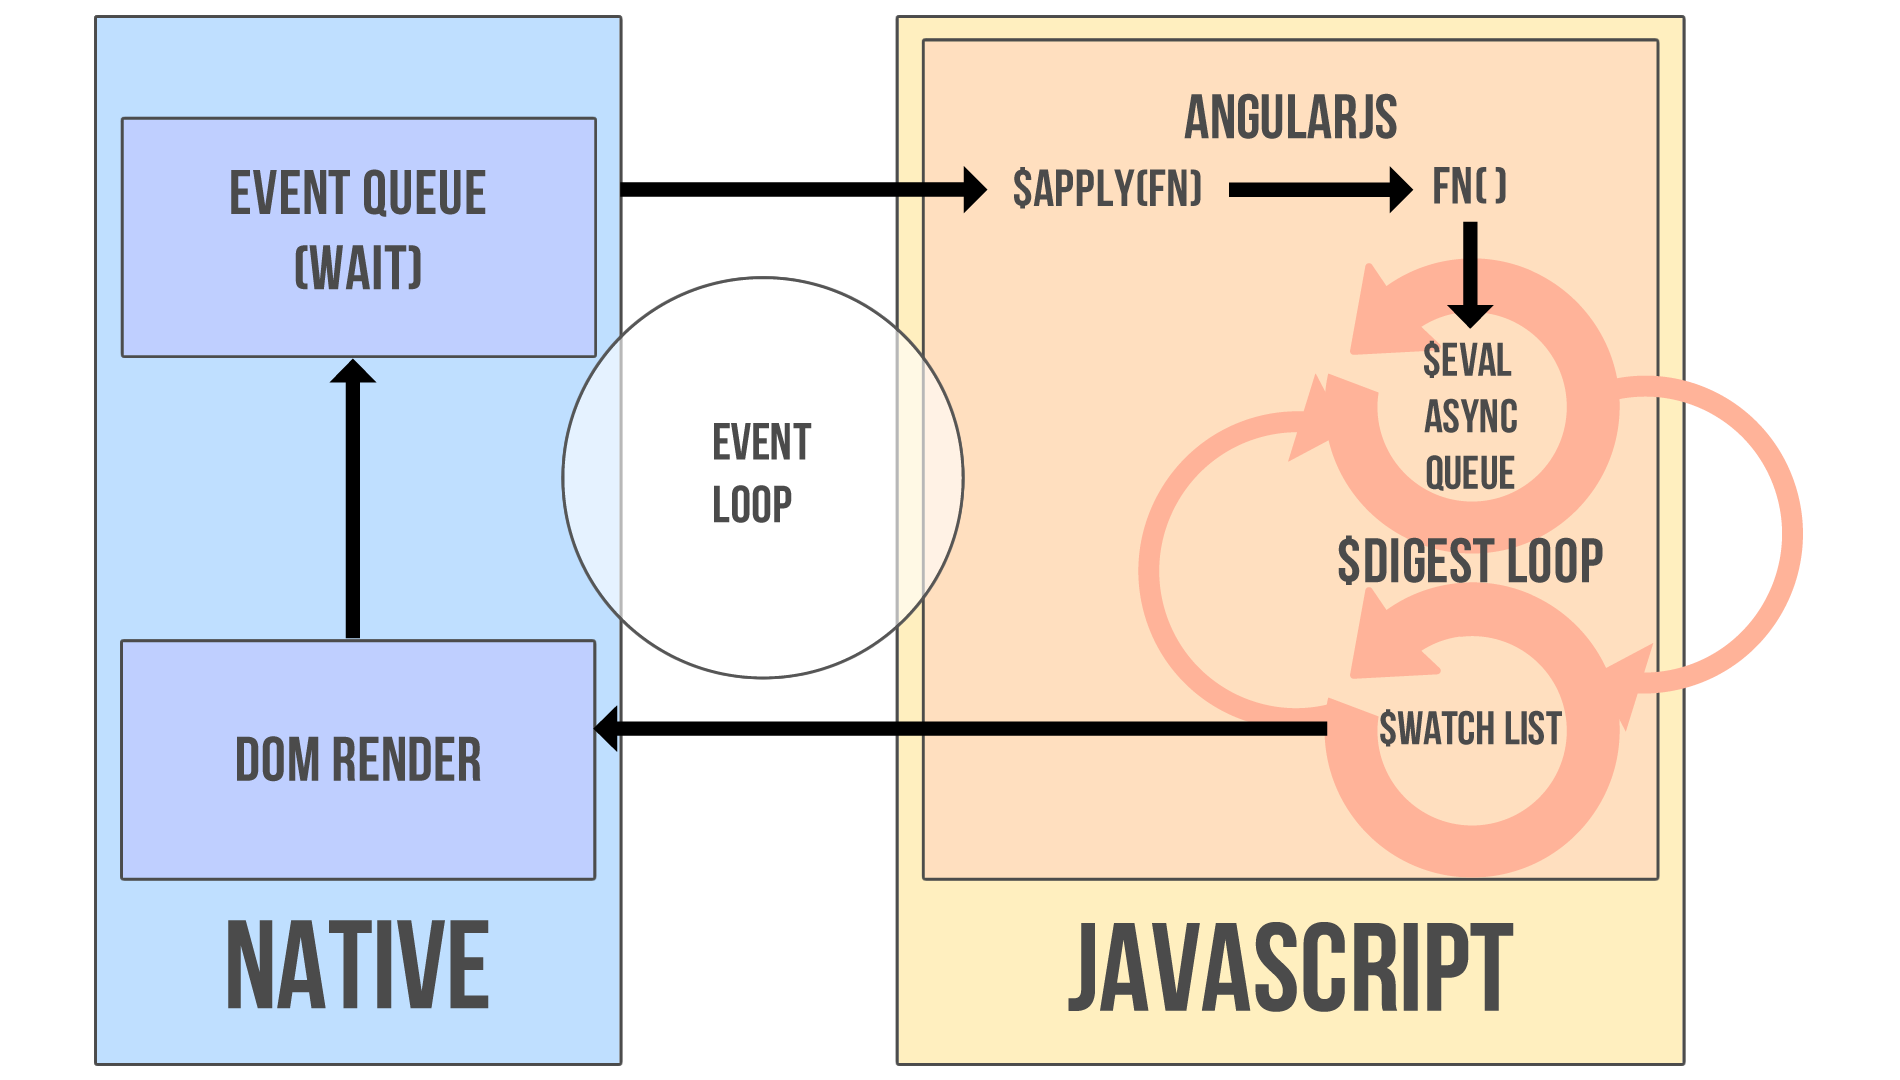 EVENT QUEUE
(WAIT)
DOM RENDER
NATIVE
EVENT
LOOP
ANGULARJS
$APPLY(FN)
FN( )
$EVAL
ASYNC
QUEUE
$DIGEST LOOP
$WATCH LIST
JAVASCRIPT